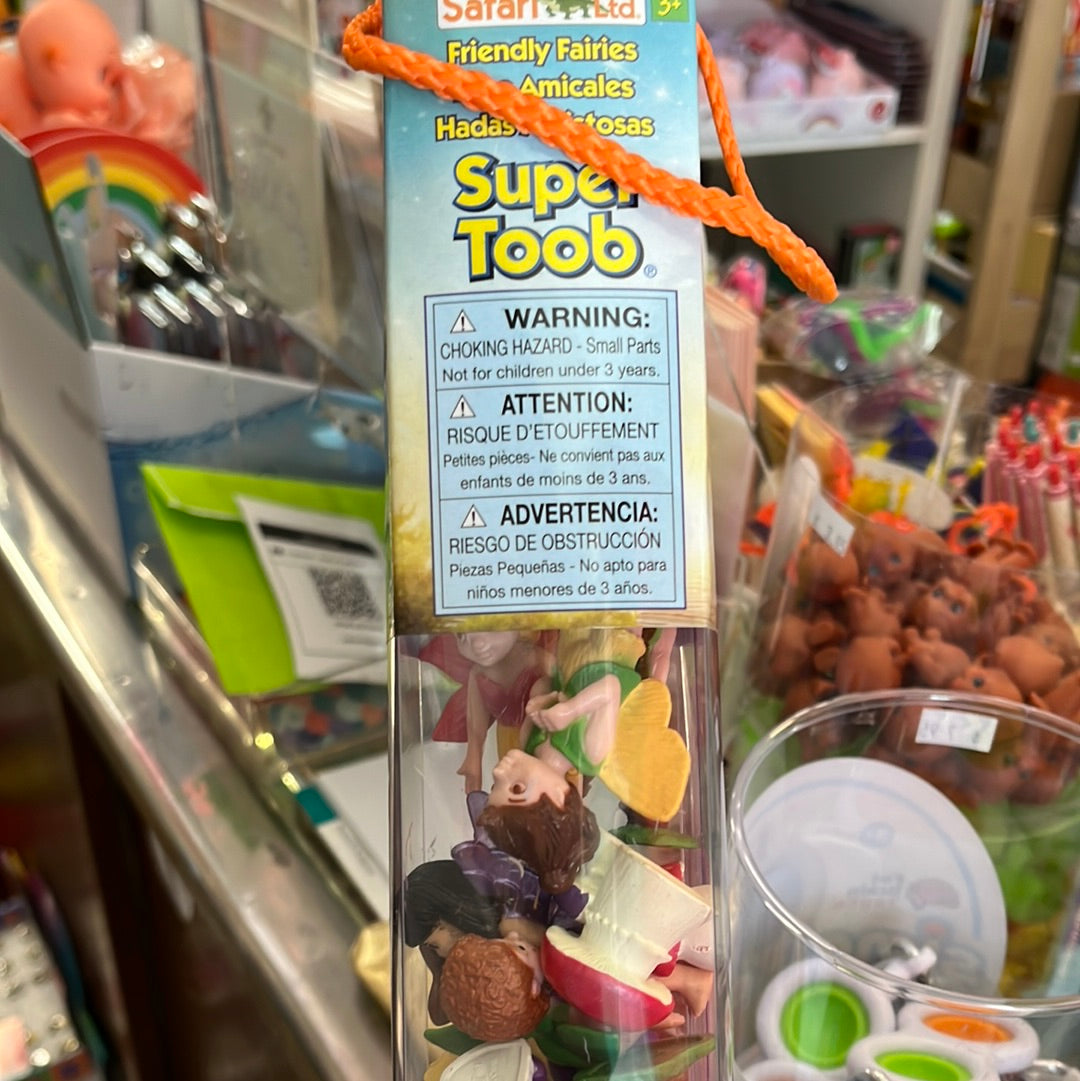 Safari Ltd. 3+
Friendly Fairies
Amicales
Hadas
Super
Toob®
WARNING:
CHOKING HAZARD - Small Parts
Not for children under 3 years.
ATTENTION:
RISQUE D'ETOUFFEMENT
Petites pièces- Ne convient pas aux
enfants de moins de 3 ans.
ADVERTENCIA:
RIESGO DE OBSTRUCCIÓN
Piezas Pequeñas - No apto para
niños menores de 3 años.